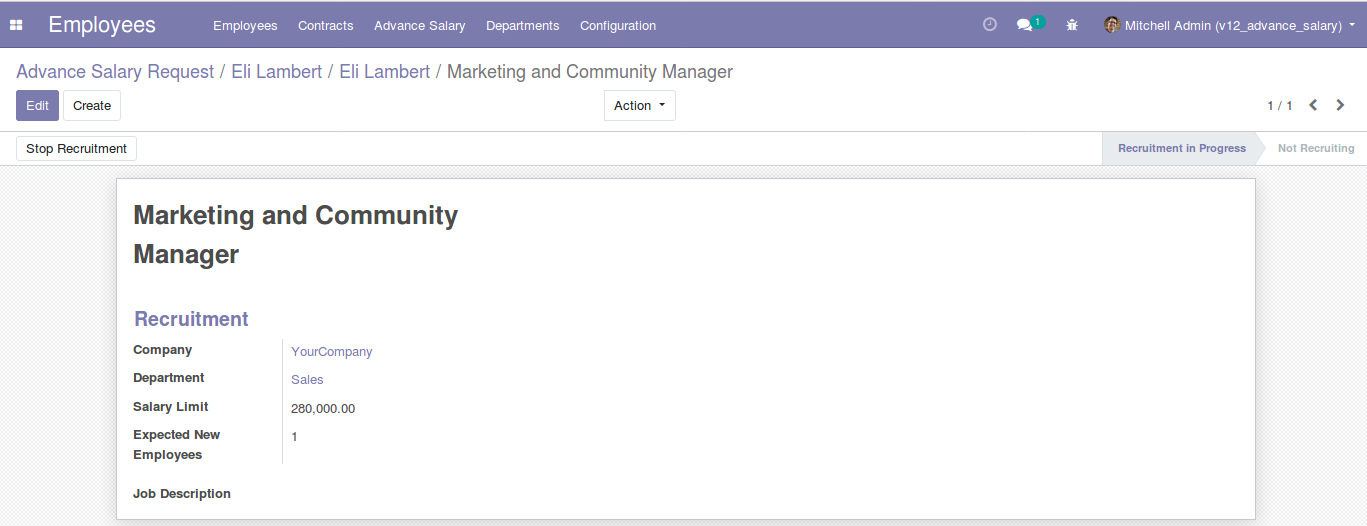 Employees Employees Contracts Advance Salary Departments Configuration 1 Mitchell Admin (v12_advance_salary)
Advance Salary Request / Eli Lambert / Eli Lambert / Marketing and Community Manager
Edit Create Action 1 / 1
Stop Recruitment Recruitment in Progress Not Recruiting
Marketing and Community
Manager
Recruitment
Company YourCompany
Department Sales
Salary Limit 280,000.00
Expected New 1
Employees
Job Description